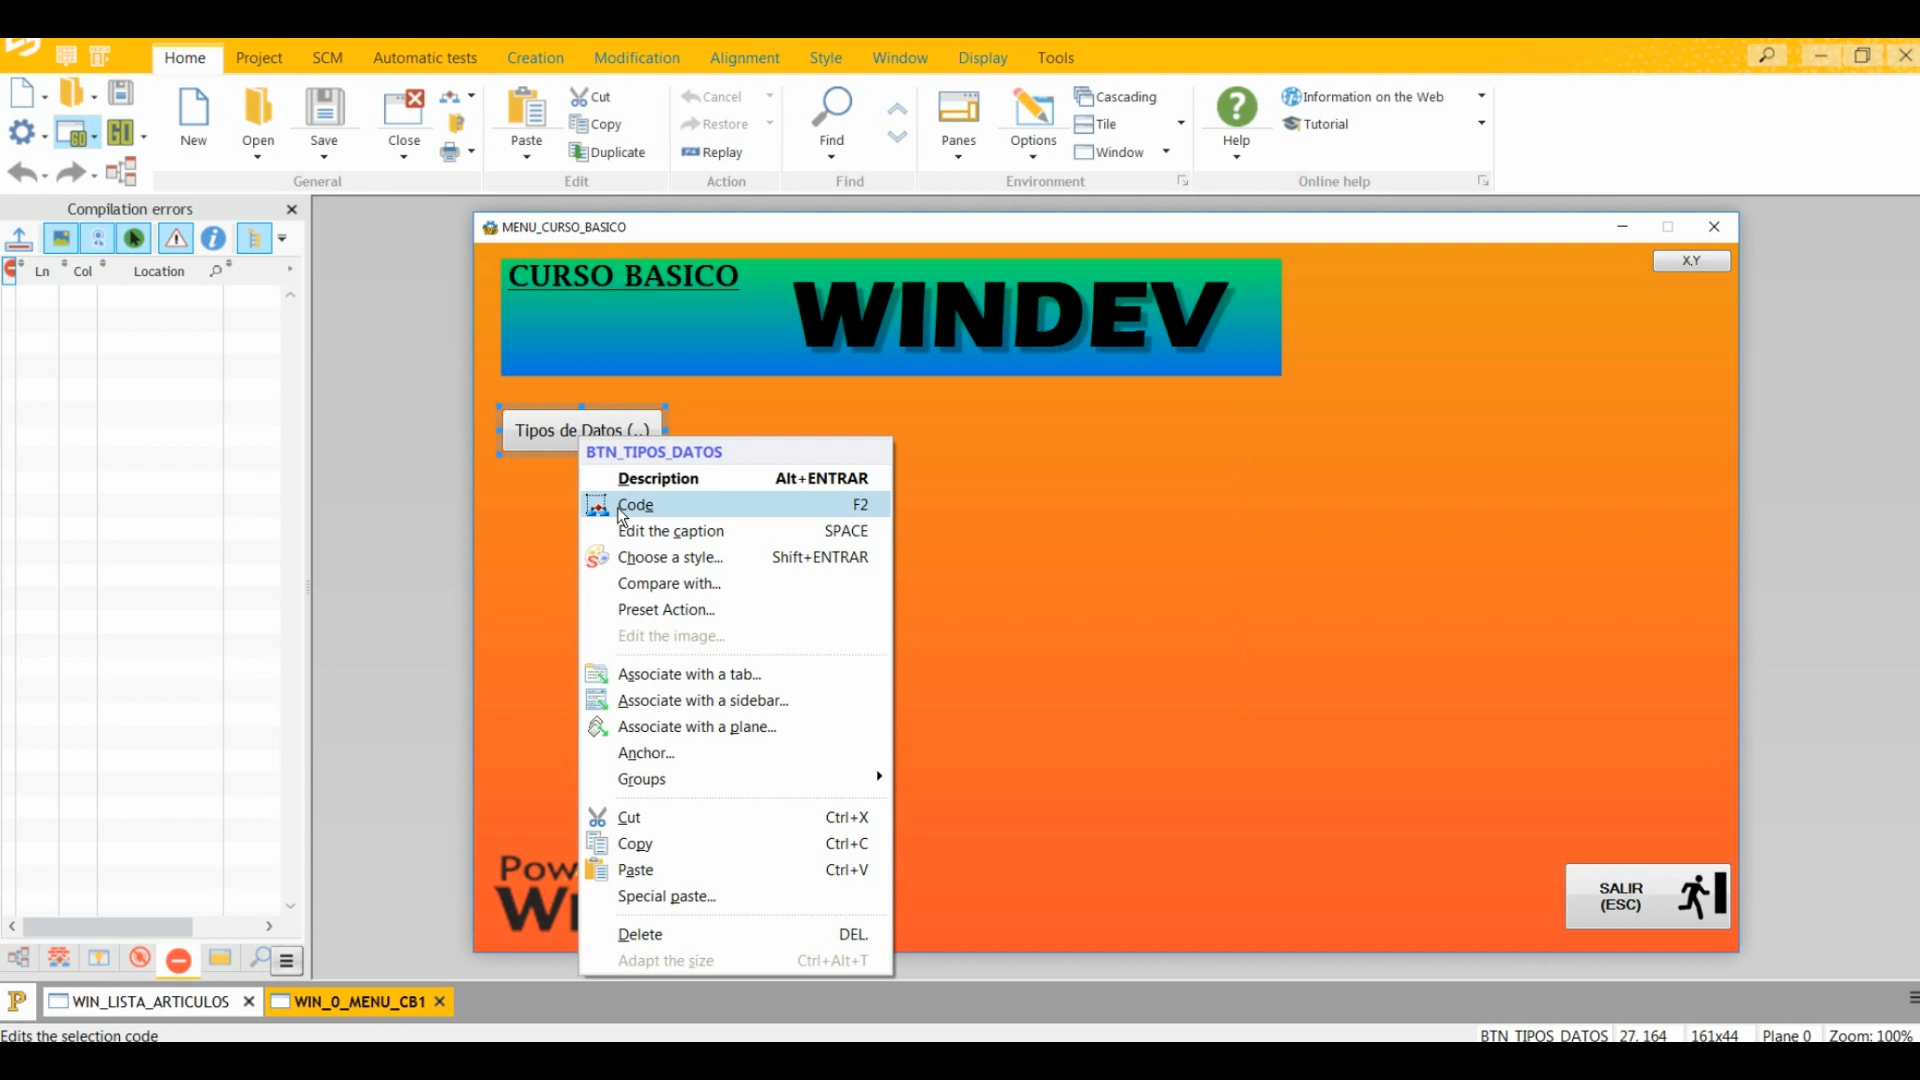 Home Project SCM Automatic tests Creation Modification Alignment Style Window Display Tools
New Open Save Close Paste Cut Copy Duplicate Cancel Restore Replay Find Panes Options Cascading Tile Window Help Information on the Web Tutorial
GO GO
General Edit Action Find Environment Online help
Compilation errors
Ln Col Location
MENU_CURSO_BASICO
X,Y
CURSO BASICO
WINDEV
Tipos de Datos (..)
BTN_TIPOS_DATOS
Description Alt+ENTRAR
Code F2
Edit the caption SPACE
Choose a style... Shift+ENTRAR
Compare with...
Preset Action...
Edit the image...
Associate with a tab...
Associate with a sidebar...
Associate with a plane...
Anchor...
Groups
Cut Ctrl+X
Copy Ctrl+C
Paste Ctrl+V
Special paste...
Delete DEL.
Adapt the size Ctrl+Alt+T
SALIR
(ESC)
WIN_LISTA_ARTICULOS WIN_0_MENU_CB1
Edits the selection code BTN_TIPOS_DATOS 27, 164 161x44 Plane 0 Zoom: 100%